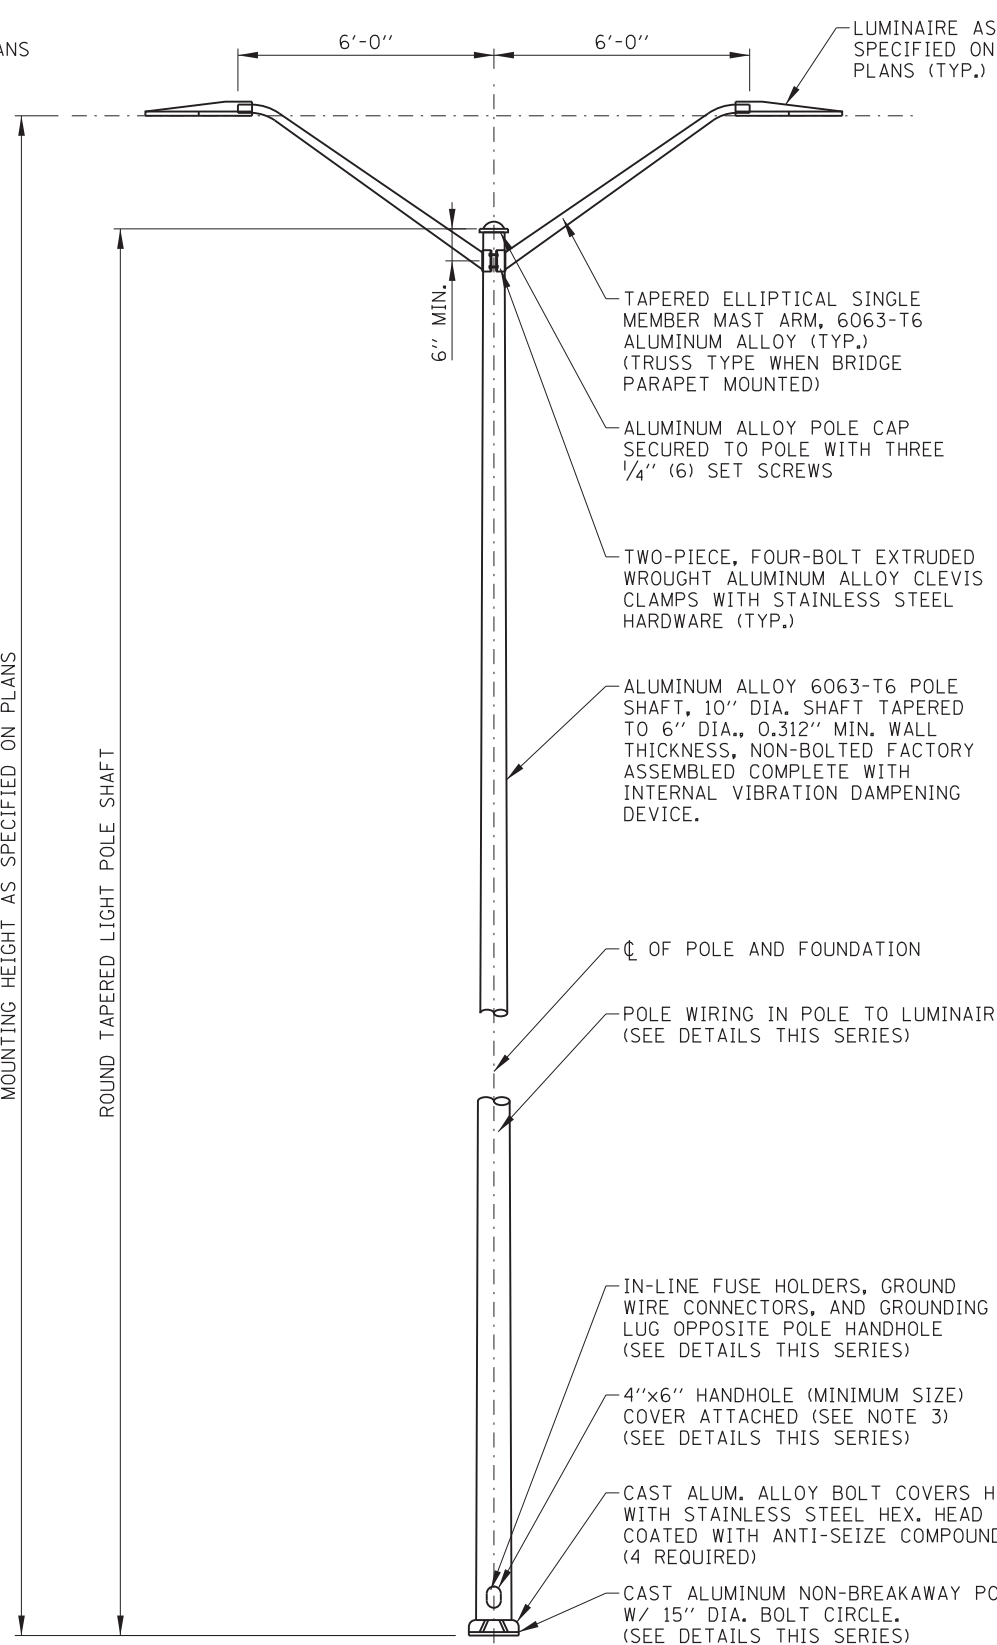 ANS
6'-0"
6'-0"
LUMINAIRE AS
SPECIFIED ON
PLANS (TYP.)
6" MIN.
TAPERED ELLIPTICAL SINGLE
MEMBER MAST ARM, 6063-T6
ALUMINUM ALLOY (TYP.)
(TRUSS TYPE WHEN BRIDGE
PARAPET MOUNTED)
ALUMINUM ALLOY POLE CAP
SECURED TO POLE WITH THREE
1/4" (6) SET SCREWS
TWO-PIECE, FOUR-BOLT EXTRUDED
WROUGHT ALUMINUM ALLOY CLEVIS
CLAMPS WITH STAINLESS STEEL
HARDWARE (TYP.)
MOUNTING HEIGHT AS SPECIFIED ON PLANS
ROUND TAPERED LIGHT POLE SHAFT
ALUMINUM ALLOY 6063-T6 POLE
SHAFT, 10" DIA. SHAFT TAPERED
TO 6" DIA., 0.312" MIN. WALL
THICKNESS, NON-BOLTED FACTORY
ASSEMBLED COMPLETE WITH
INTERNAL VIBRATION DAMPENING
DEVICE.
℄ OF POLE AND FOUNDATION
POLE WIRING IN POLE TO LUMINAIR
(SEE DETAILS THIS SERIES)
IN-LINE FUSE HOLDERS, GROUND
WIRE CONNECTORS, AND GROUNDING
LUG OPPOSITE POLE HANDHOLE
(SEE DETAILS THIS SERIES)
4"x6" HANDHOLE (MINIMUM SIZE)
COVER ATTACHED (SEE NOTE 3)
(SEE DETAILS THIS SERIES)
CAST ALUM. ALLOY BOLT COVERS H
WITH STAINLESS STEEL HEX. HEAD
COATED WITH ANTI-SEIZE COMPOUND
(4 REQUIRED)
CAST ALUMINUM NON-BREAKAWAY PO
W/ 15" DIA. BOLT CIRCLE.
(SEE DETAILS THIS SERIES)